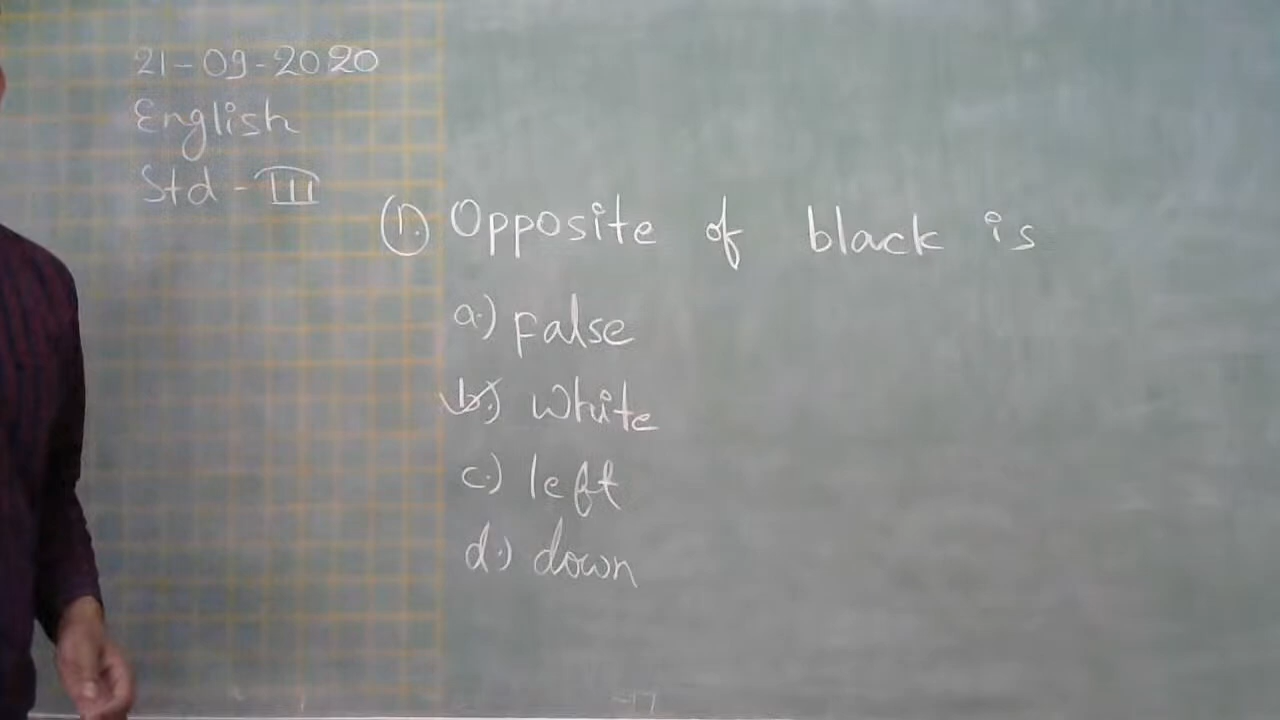 21-09-2020
English
Std - III
1. Opposite of black is
a.) false
b.) white
c.) left
d.) down